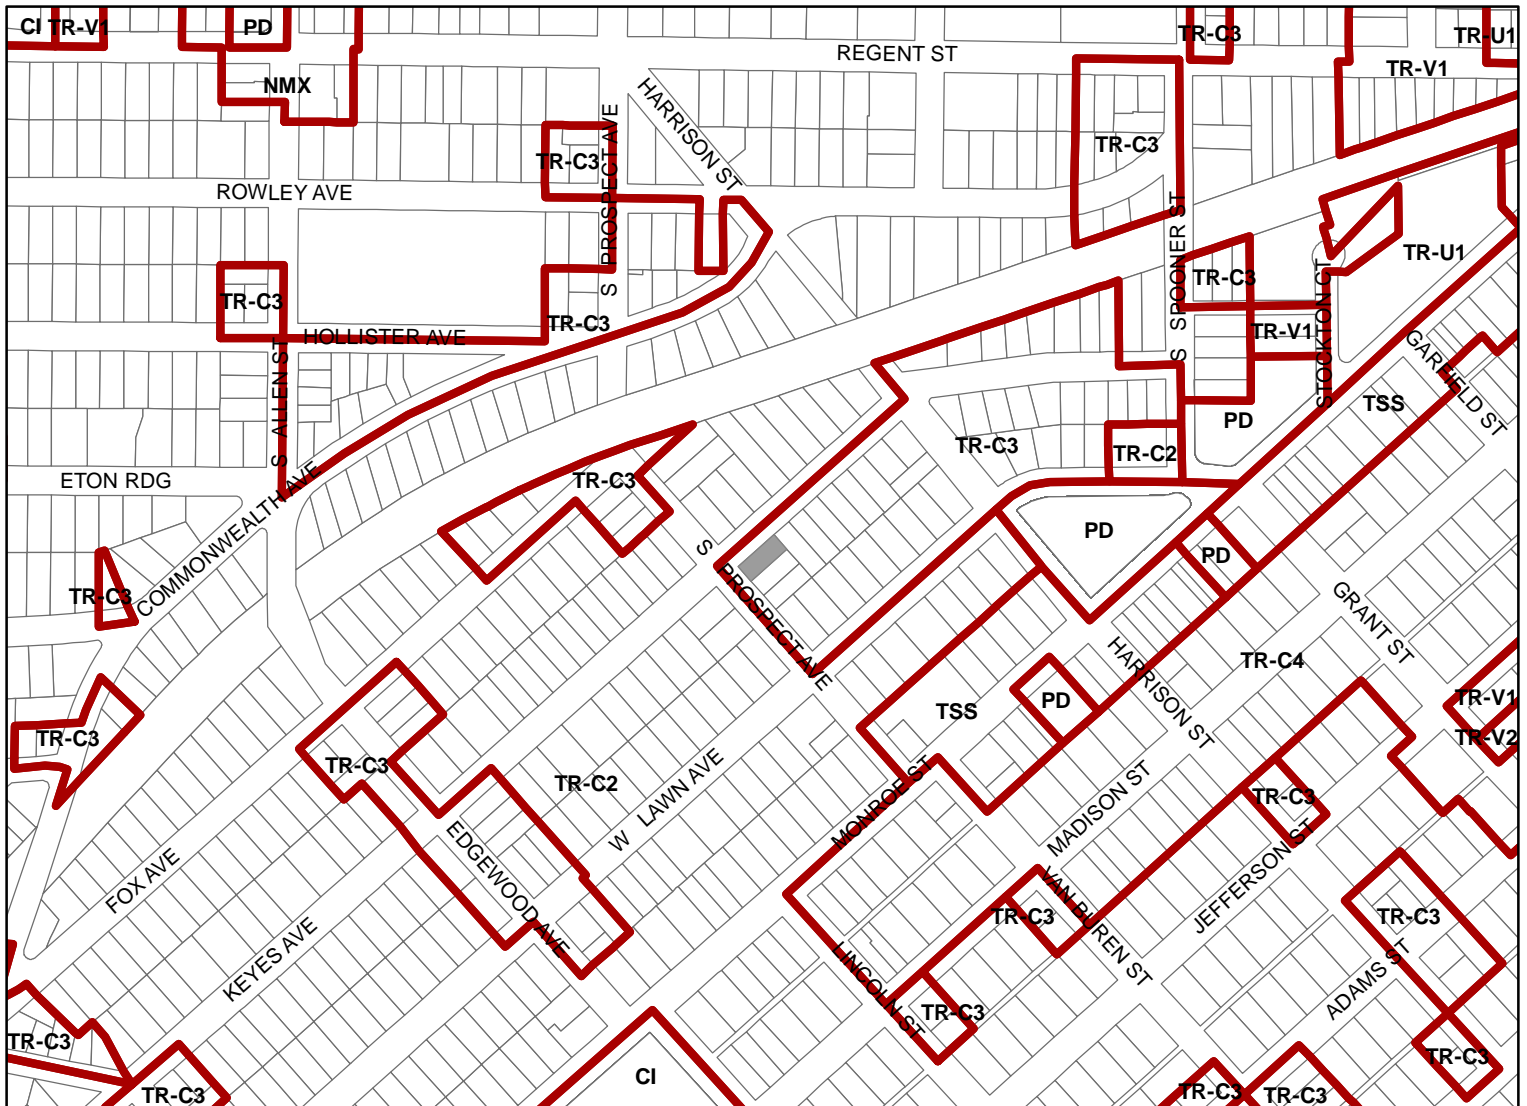 CI TR-V1
PD
TR-C3
TR-U1
REGENT ST
TR-V1
NMX
HARRISON ST
S PROSPECT AVE
TR-C3
TR-C3
ROWLEY AVE
S SPOONER ST
TR-U1
TR-C3
TR-C3
STOCKTON CT
TR-C3
TR-V1
HOLLISTER AVE
GARFIELD ST
S ALLEN ST
TSS
PD
TR-C3
TR-C2
ETON RDG
TR-C3
COMMONWEALTH AVE
PD
PD
S PROSPECT AVE
TR-C3
GRANT ST
HARRISON ST
TR-C4
TR-V1
PD
TSS
TR-C3
TR-V2
TR-C3
TR-C2
W LAWN AVE
MONROE ST
MADISON ST
TR-C3
EDGEWOOD AVE
FOX AVE
VAN BUREN ST
JEFFERSON ST
TR-C3
TR-C3
KEYES AVE
LINCOLN ST
ADAMS ST
TR-C3
TR-C3
TR-C3
CI
TR-C3
TR-C3
TR-C3
TR-C3